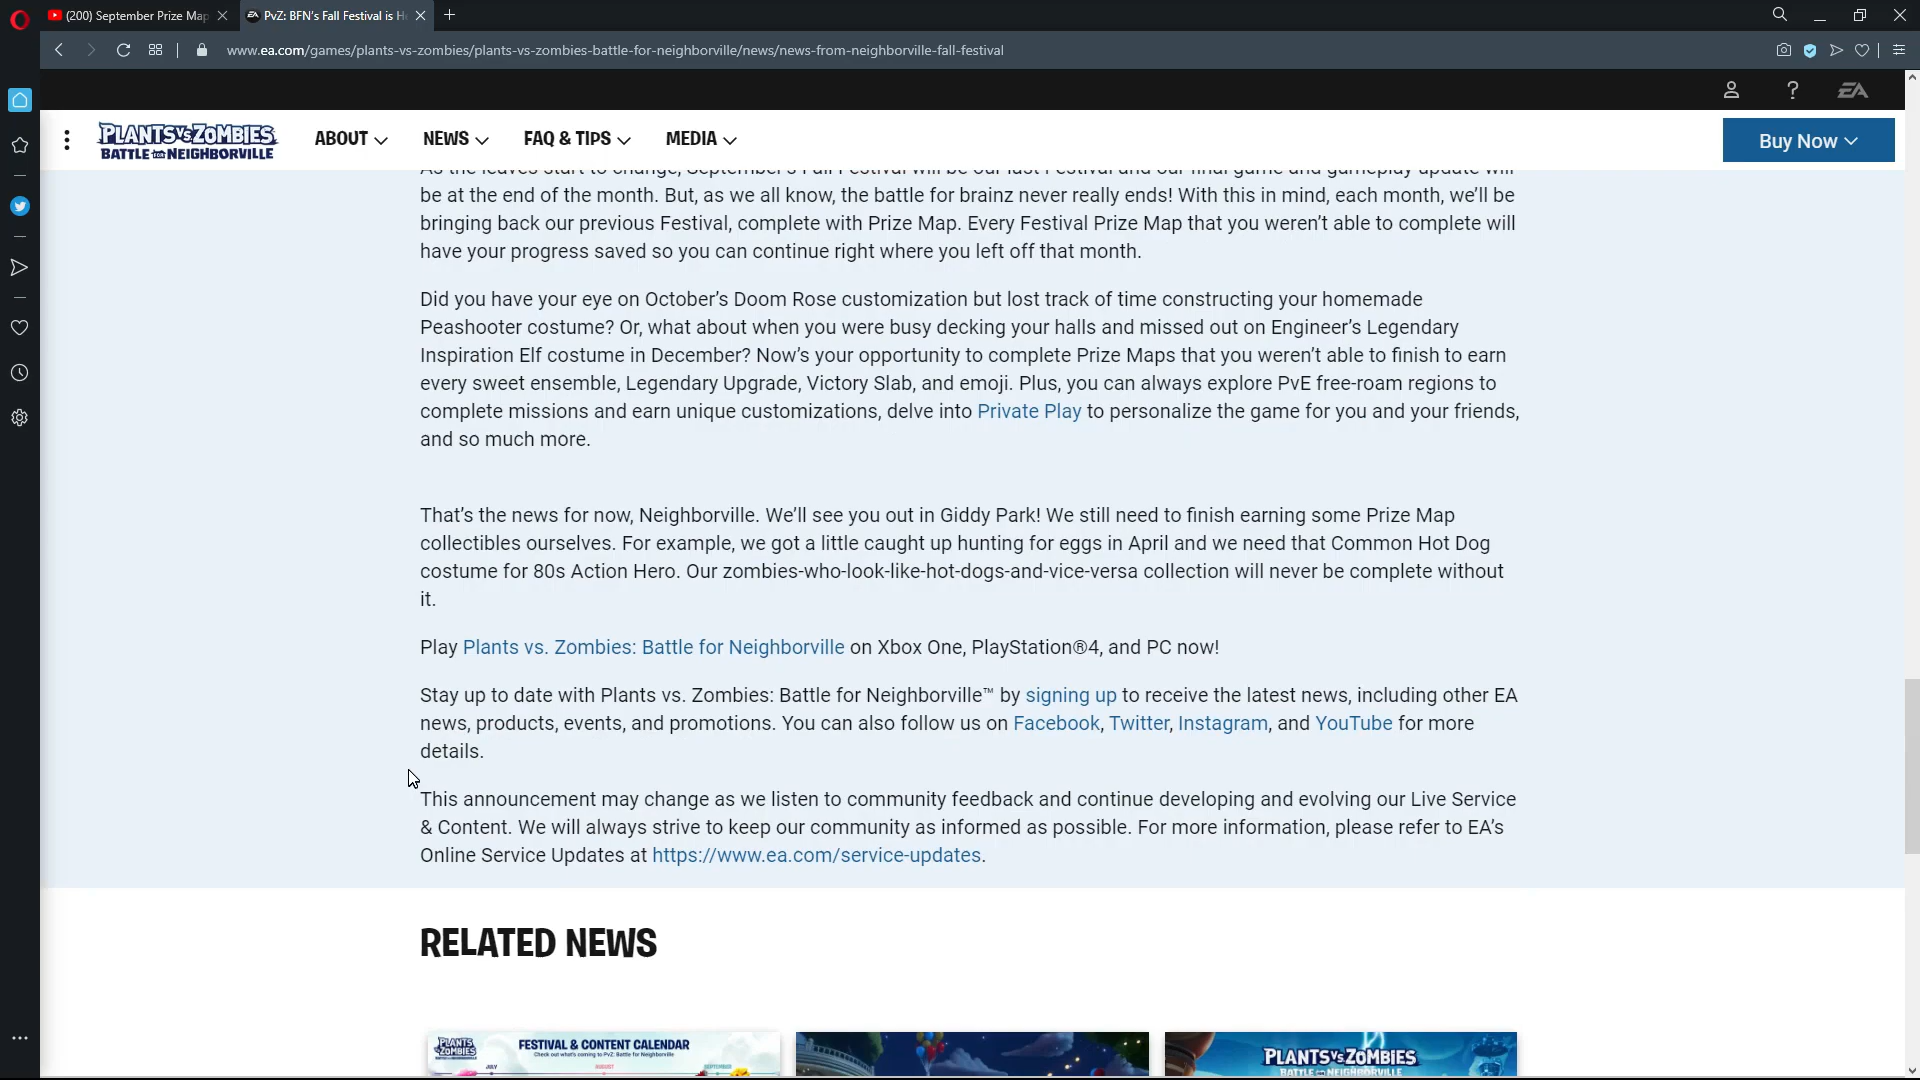 (200) September Prize Map
PvZ: BFN's Fall Festival is H
www.ea.com/games/plants-vs-zombies/plants-vs-zombies-battle-for-neighborville/news/news-from-neighborville-fall-festival
EA
PLANTS VS. ZOMBIES
BATTLE FOR NEIGHBORVILLE
ABOUT
NEWS
FAQ & TIPS
MEDIA
Buy Now
As the leaves start to change, September's Fall Festival will be our last Festival and our final game and gameplay update will
be at the end of the month. But, as we all know, the battle for brainz never really ends! With this in mind, each month, we'll be
bringing back our previous Festival, complete with Prize Map. Every Festival Prize Map that you weren't able to complete will
have your progress saved so you can continue right where you left off that month.
Did you have your eye on October's Doom Rose customization but lost track of time constructing your homemade
Peashooter costume? Or, what about when you were busy decking your halls and missed out on Engineer's Legendary
Inspiration Elf costume in December? Now's your opportunity to complete Prize Maps that you weren't able to finish to earn
every sweet ensemble, Legendary Upgrade, Victory Slab, and emoji. Plus, you can always explore PvE free-roam regions to
complete missions and earn unique customizations, delve into Private Play to personalize the game for you and your friends,
and so much more.
That's the news for now, Neighborville. We'll see you out in Giddy Park! We still need to finish earning some Prize Map
collectibles ourselves. For example, we got a little caught up hunting for eggs in April and we need that Common Hot Dog
costume for 80s Action Hero. Our zombies-who-look-like-hot-dogs-and-vice-versa collection will never be complete without
it.
Play Plants vs. Zombies: Battle for Neighborville on Xbox One, PlayStation®4, and PC now!
Stay up to date with Plants vs. Zombies: Battle for Neighborville™ by signing up to receive the latest news, including other EA
news, products, events, and promotions. You can also follow us on Facebook, Twitter, Instagram, and YouTube for more
details.
This announcement may change as we listen to community feedback and continue developing and evolving our Live Service
& Content. We will always strive to keep our community as informed as possible. For more information, please refer to EA's
Online Service Updates at https://www.ea.com/service-updates.
RELATED NEWS
PLANTS VS. ZOMBIES
FESTIVAL & CONTENT CALENDAR
Check out what's coming to PvZ: Battle for Neighborville
JULY
AUGUST
SEPTEMBER
PLANTS VS. ZOMBIES
BATTLE FOR NEIGHBORVILLE